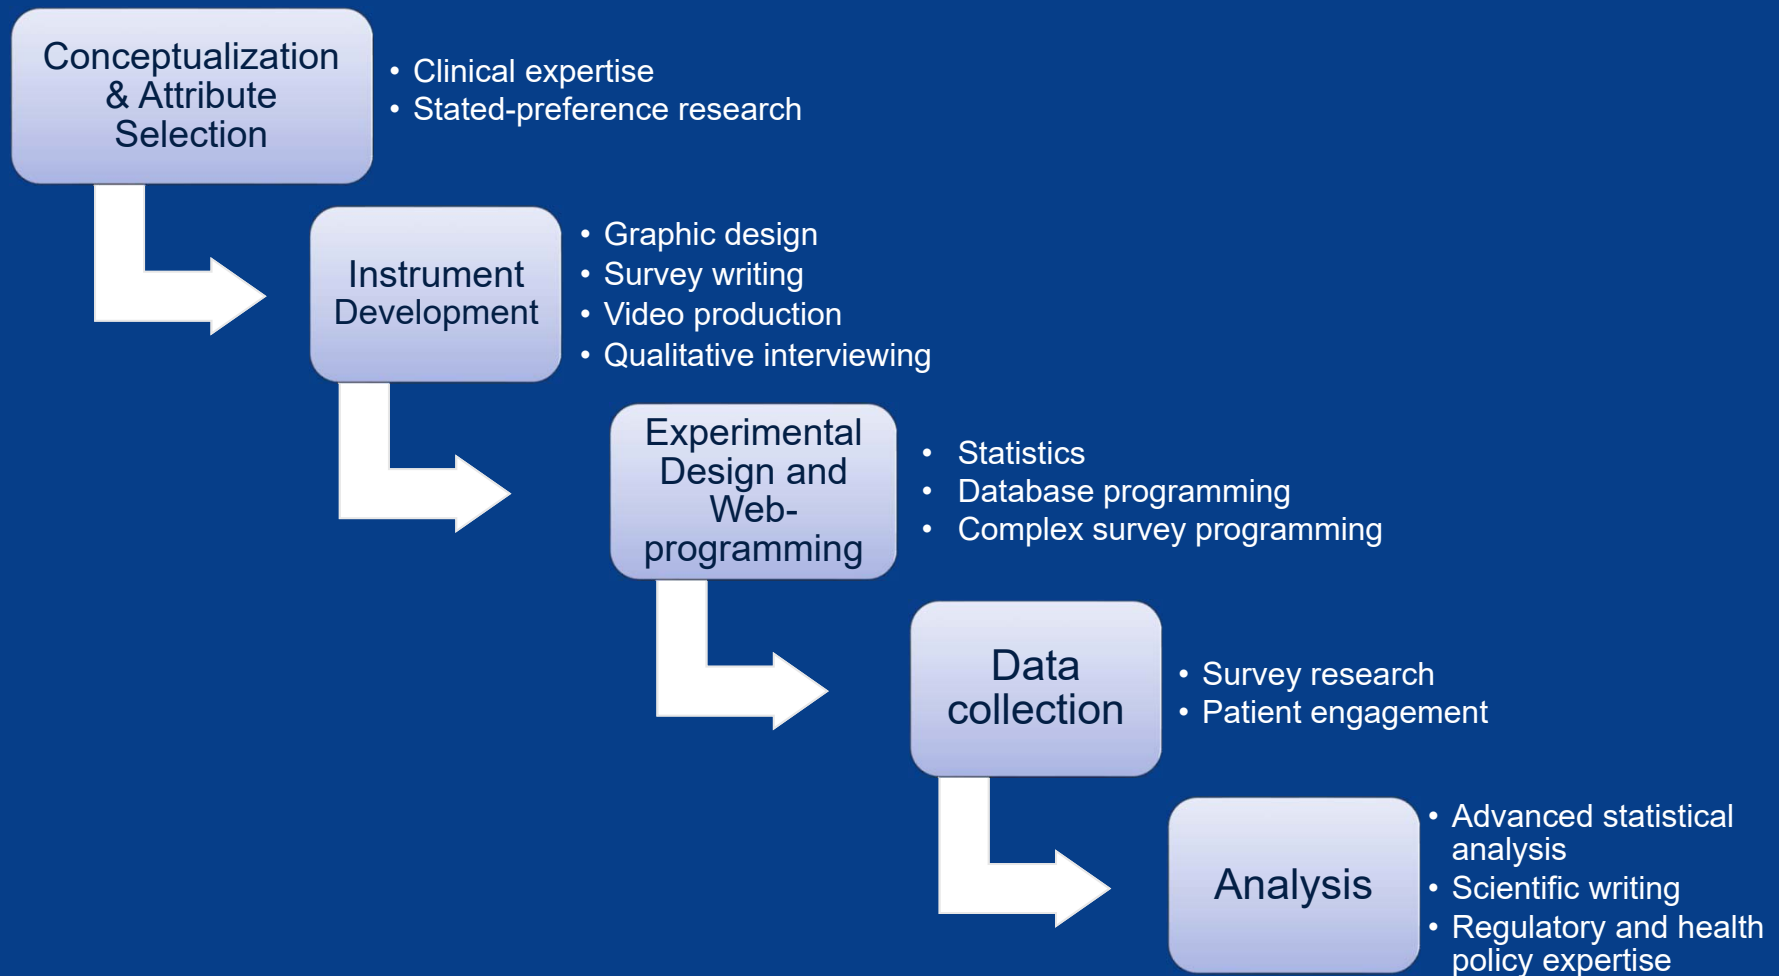 Conceptualization
& Attribute
Selection
• Clinical expertise
• Stated-preference research
Instrument
Development
• Graphic design
• Survey writing
• Video production
• Qualitative interviewing
Experimental
Design and
Web-
programming
• Statistics
• Database programming
• Complex survey programming
Data
collection
• Survey research
• Patient engagement
Analysis
• Advanced statistical
analysis
• Scientific writing
• Regulatory and health
policy expertise